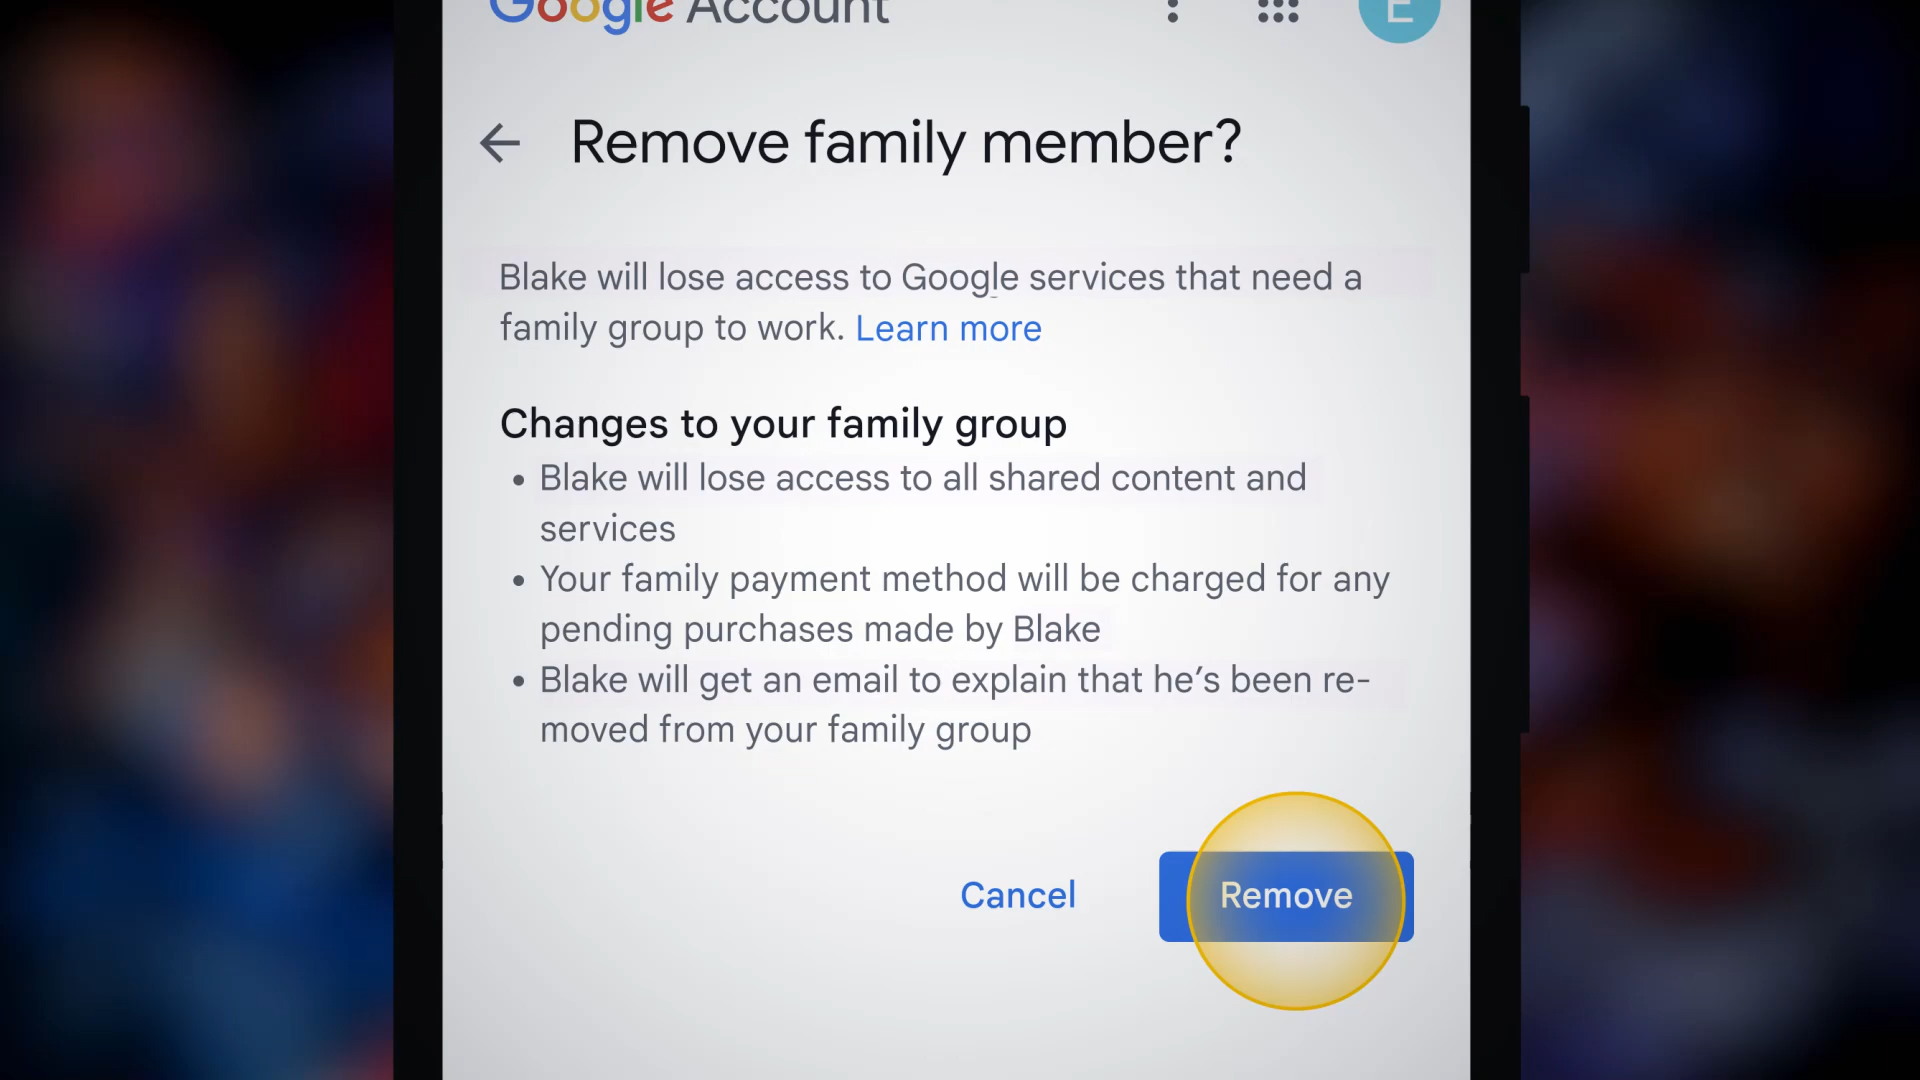 Google Account
E
Remove family member?
Blake will lose access to Google services that need a
family group to work. Learn more
Changes to your family group
• Blake will lose access to all shared content and
services
• Your family payment method will be charged for any
pending purchases made by Blake
• Blake will get an email to explain that he’s been re-
moved from your family group
Cancel
Remove